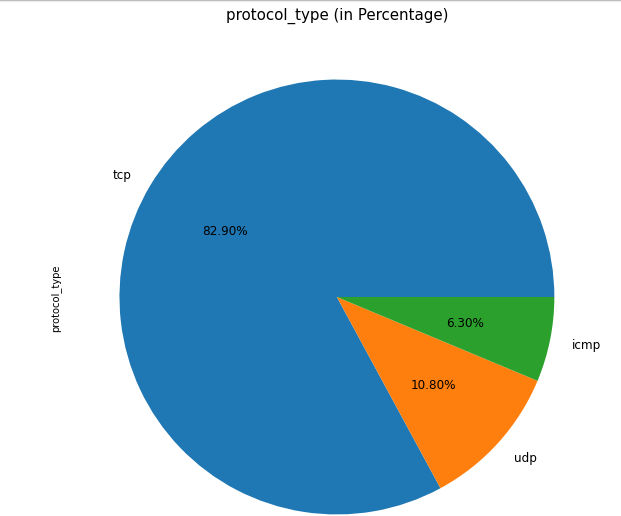 protocol_type (in Percentage)
tcp
82.90%
protocol_type
6.30%
icmp
10.80%
udp